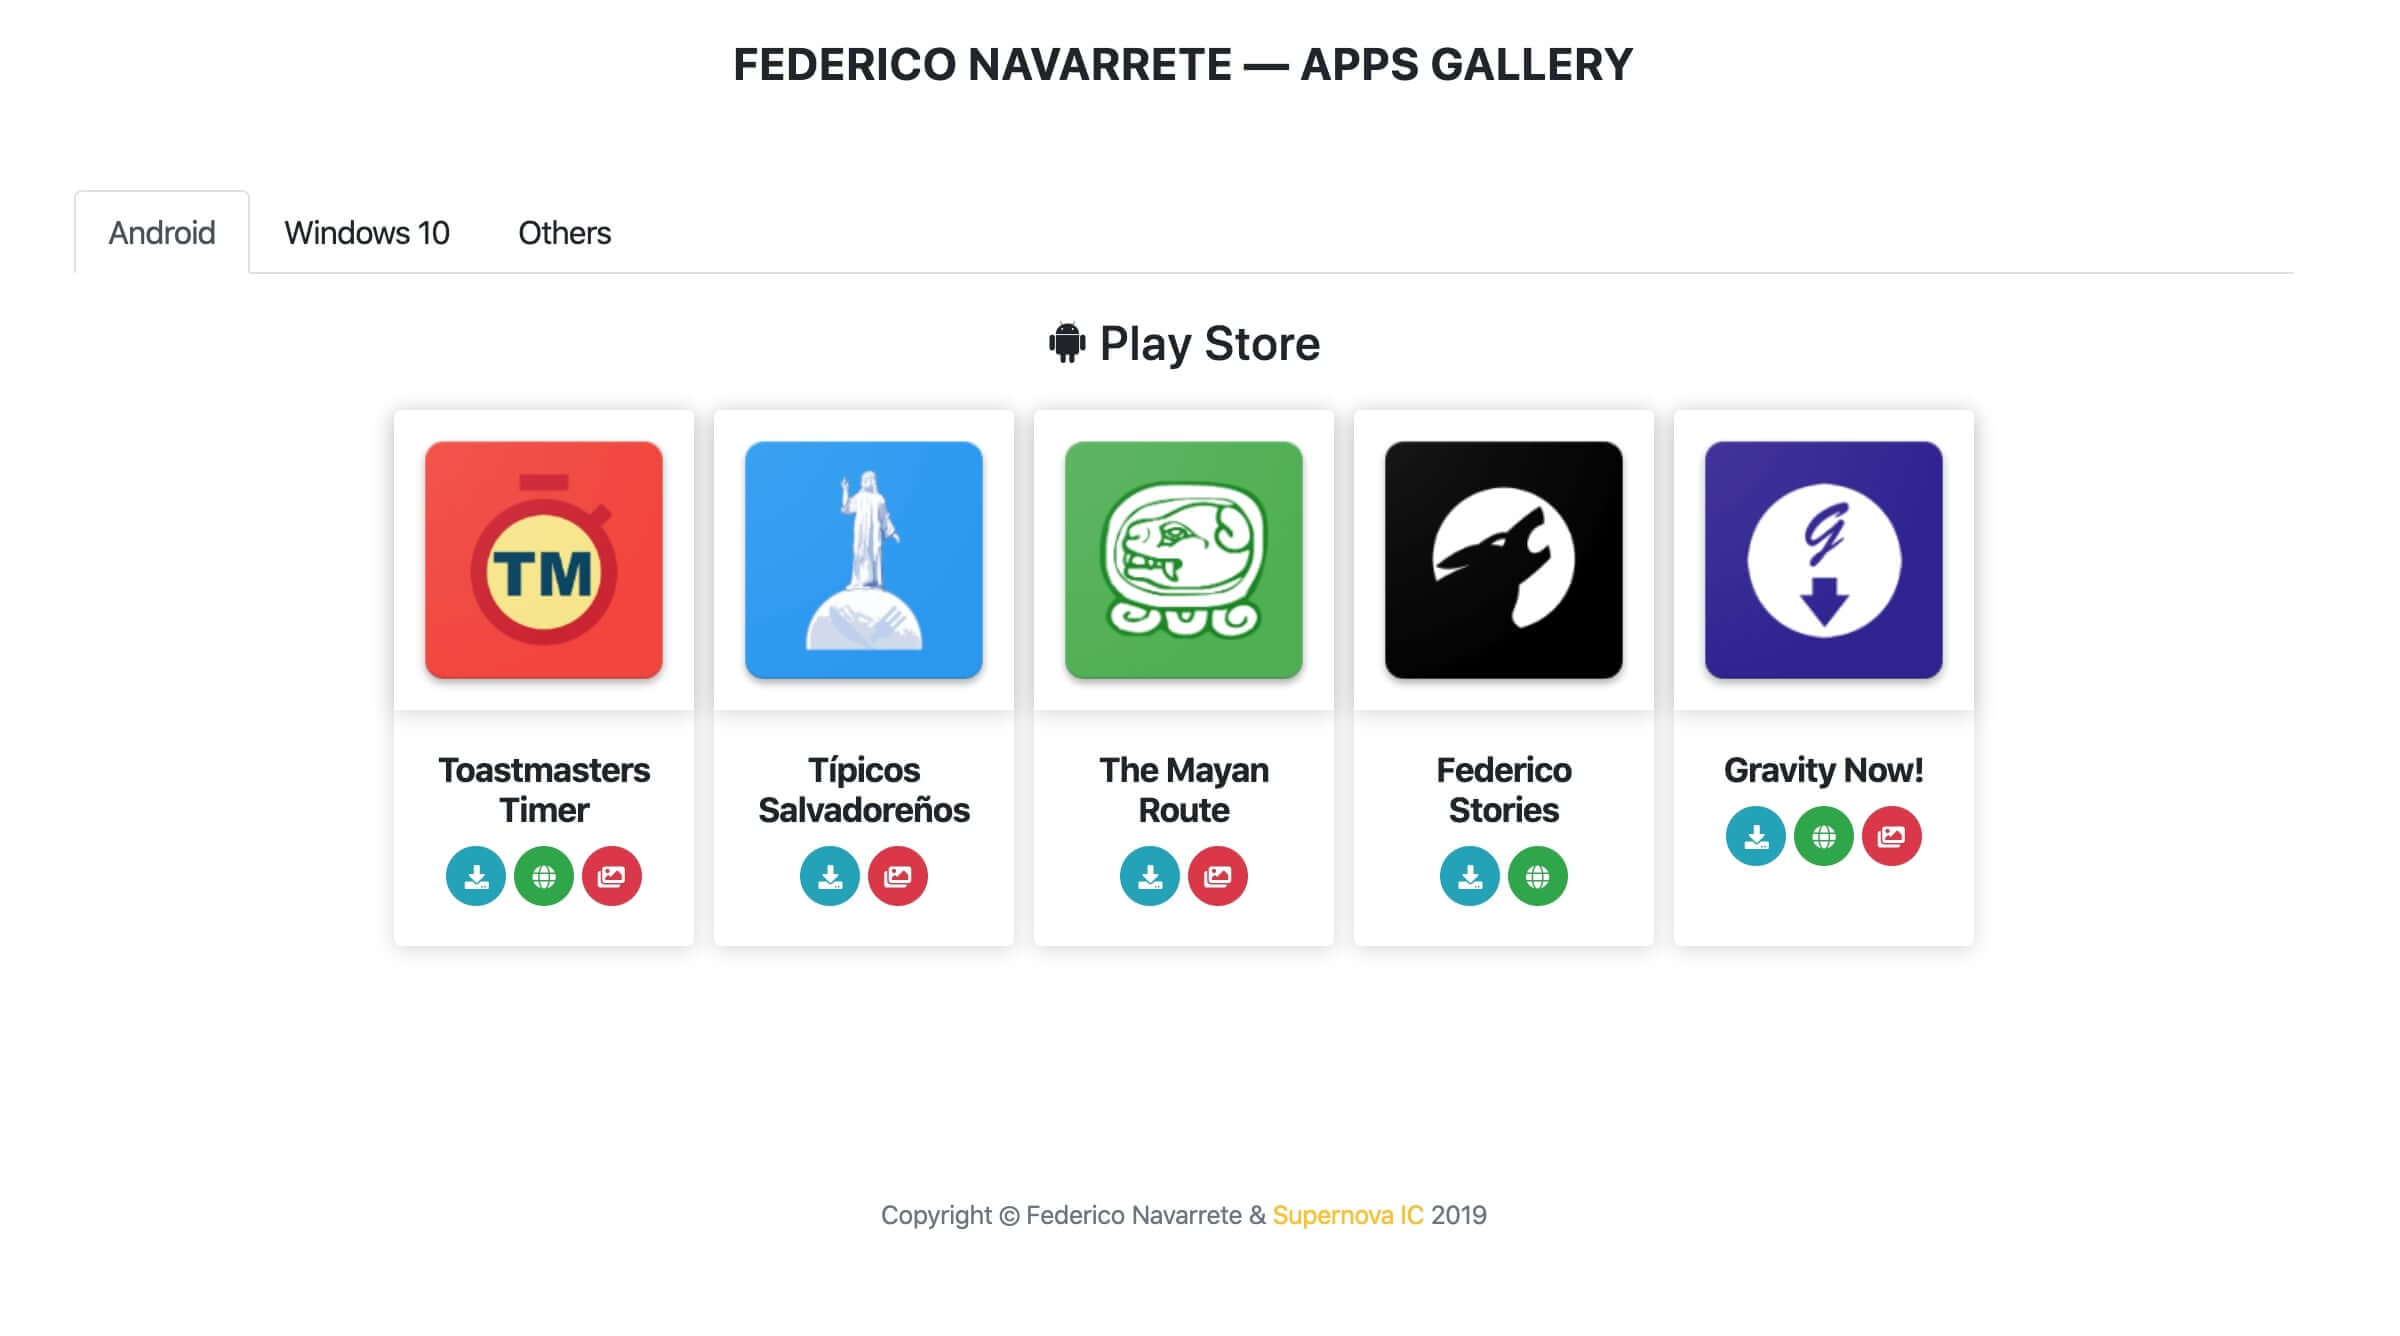 FEDERICO NAVARRETE — APPS GALLERY
Android
Windows 10
Others
Play Store
TM
g
Toastmasters
Timer
Típicos
Salvadoreños
The Mayan
Route
Federico
Stories
Gravity Now!
Copyright © Federico Navarrete & Supernova IC 2019